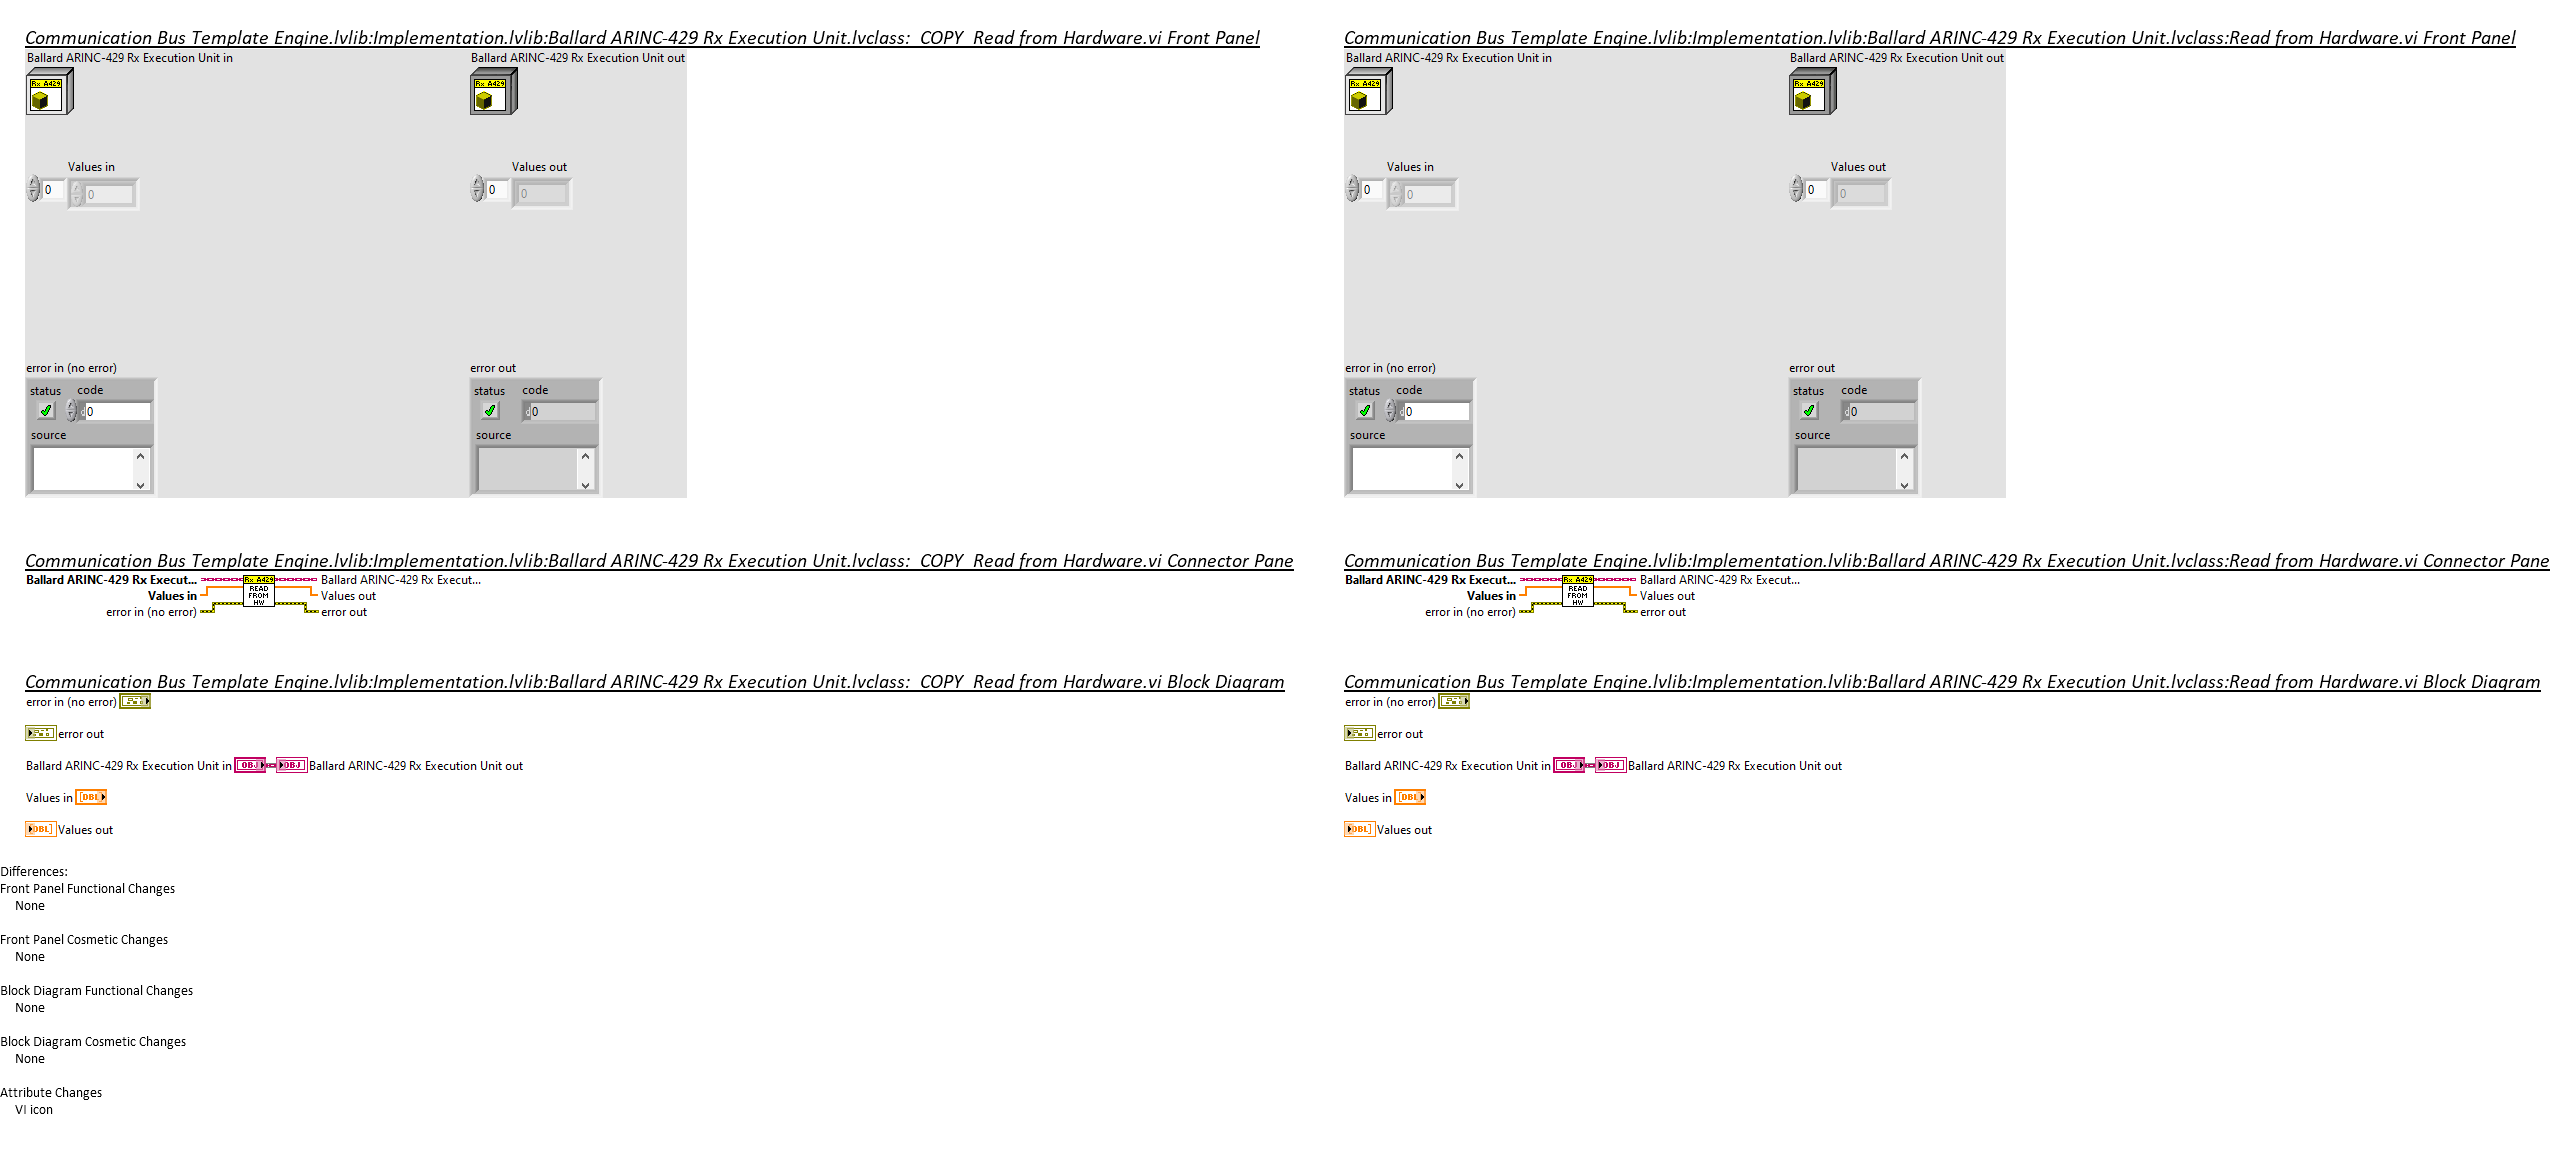 Communication Bus Template Engine.lvlib:Implementation.lvlib:Ballard ARINC-429 Rx Execution Unit.lvclass:  COPY  Read from Hardware.vi Front Panel
Ballard ARINC-429 Rx Execution Unit in
Ballard ARINC-429 Rx Execution Unit out
Rx A429
Rx A429
Values in
Values out
0
0
0
0
error in (no error)
error out
status code
status code
d 0
d 0
source
source
Communication Bus Template Engine.lvlib:Implementation.lvlib:Ballard ARINC-429 Rx Execution Unit.lvclass:Read from Hardware.vi Front Panel
Ballard ARINC-429 Rx Execution Unit in
Ballard ARINC-429 Rx Execution Unit out
Rx A429
Rx A429
Values in
Values out
0
0
0
0
error in (no error)
error out
status code
status code
d 0
d 0
source
source
Communication Bus Template Engine.lvlib:Implementation.lvlib:Ballard ARINC-429 Rx Execution Unit.lvclass:  COPY  Read from Hardware.vi Connector Pane
Ballard ARINC-429 Rx Execut...
Values in
error in (no error)
Rx A429
READ
FROM
HW
Ballard ARINC-429 Rx Execut...
Values out
error out
Communication Bus Template Engine.lvlib:Implementation.lvlib:Ballard ARINC-429 Rx Execution Unit.lvclass:Read from Hardware.vi Connector Pane
Ballard ARINC-429 Rx Execut...
Values in
error in (no error)
Rx A429
READ
FROM
HW
Ballard ARINC-429 Rx Execut...
Values out
error out
Communication Bus Template Engine.lvlib:Implementation.lvlib:Ballard ARINC-429 Rx Execution Unit.lvclass:  COPY  Read from Hardware.vi Block Diagram
error in (no error)
error out
Ballard ARINC-429 Rx Execution Unit in OBJ OBJ Ballard ARINC-429 Rx Execution Unit out
Values in [DBL]
[DBL] Values out
Communication Bus Template Engine.lvlib:Implementation.lvlib:Ballard ARINC-429 Rx Execution Unit.lvclass:Read from Hardware.vi Block Diagram
error in (no error)
error out
Ballard ARINC-429 Rx Execution Unit in OBJ OBJ Ballard ARINC-429 Rx Execution Unit out
Values in [DBL]
[DBL] Values out
Differences:
Front Panel Functional Changes
None
Front Panel Cosmetic Changes
None
Block Diagram Functional Changes
None
Block Diagram Cosmetic Changes
None
Attribute Changes
VI icon